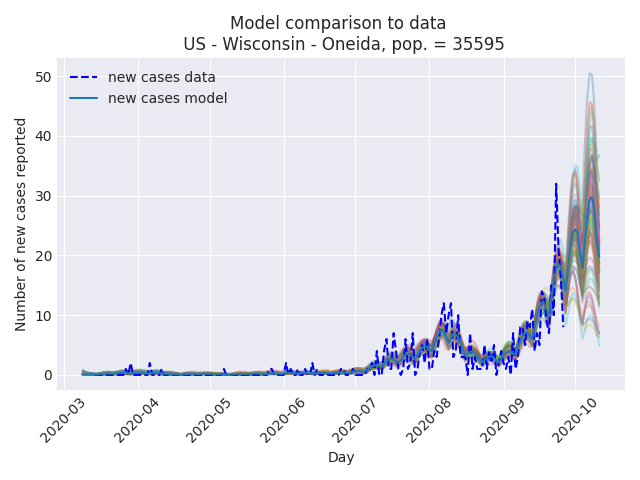 Model comparison to data
US - Wisconsin - Oneida, pop. = 35595
new cases data
new cases model
Number of new cases reported
50
40
30
20
10
0
2020-03
2020-04
2020-05
2020-06
2020-07
2020-08
2020-09
2020-10
Day